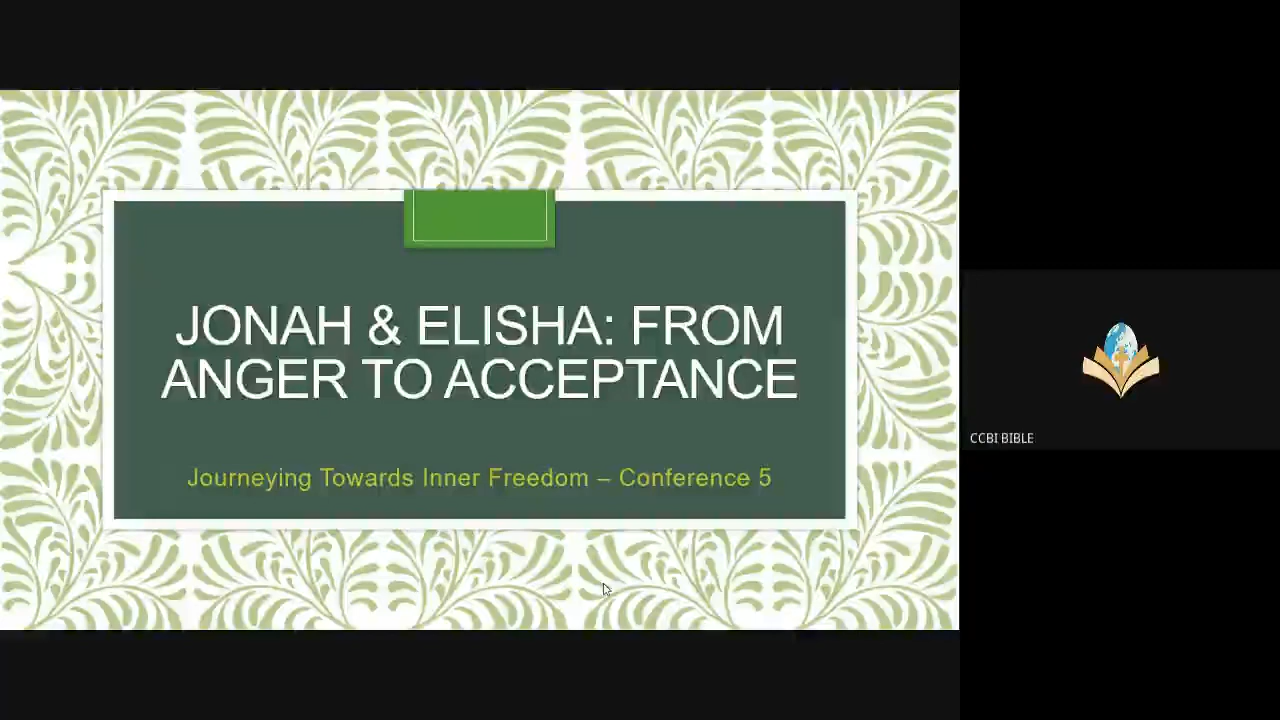 JONAH & ELISHA: FROM
ANGER TO ACCEPTANCE
Journeying Towards Inner Freedom – Conference 5
CCBI BIBLE